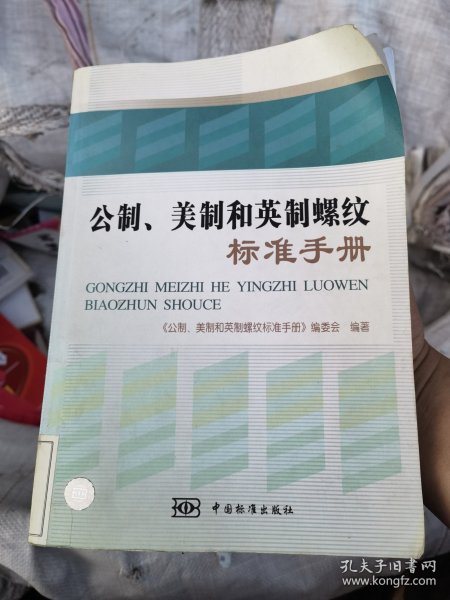 公制、美制和英制螺纹
标准手册
GONGZHI MEIZHI HE YINGZHI LUOWEN
BIAOZHUN SHOUCE
《公制、美制和英制螺纹标准手册》编委会 编著
中国标准出版社
孔夫子旧书网
www.kongfz.com